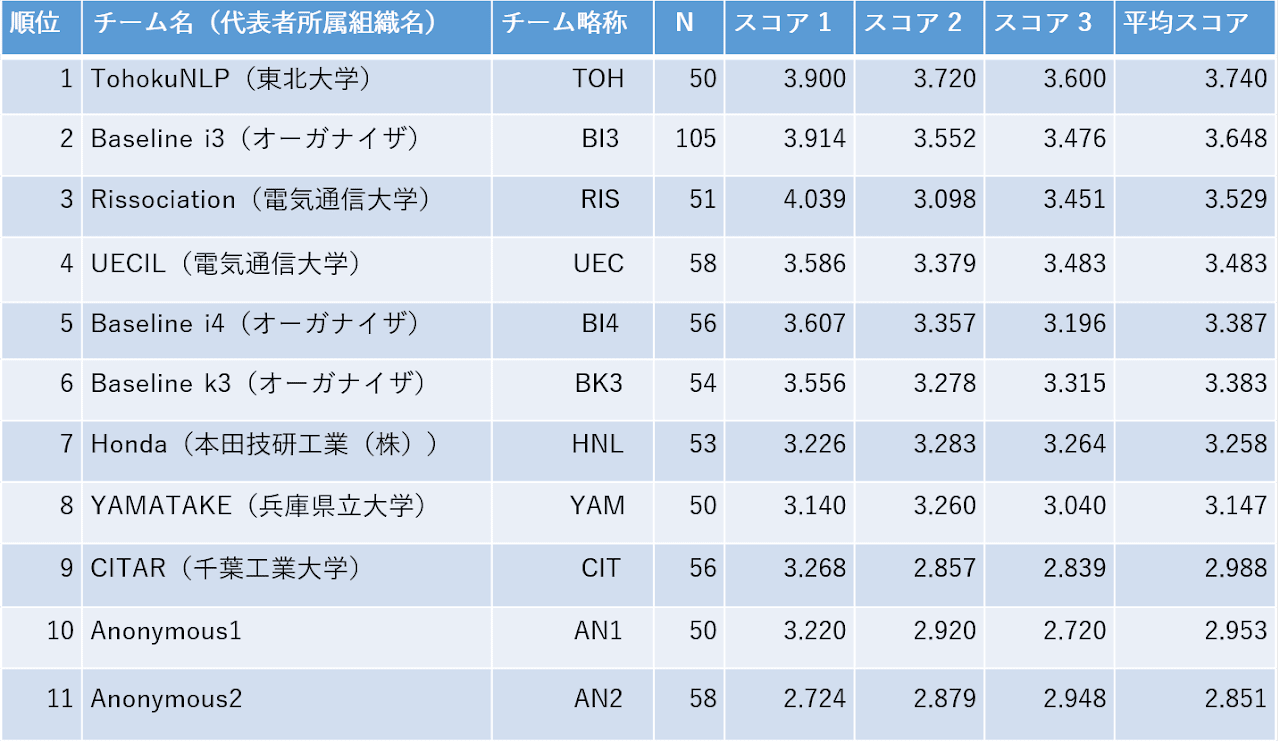 順位 チーム名（代表者所属組織名） チーム略称 N スコア 1 スコア 2 スコア 3 平均スコア
1 TohokuNLP（東北大学） TOH 50 3.900 3.720 3.600 3.740
2 Baseline i3（オーガナイザ） BI3 105 3.914 3.552 3.476 3.648
3 Rissociation（電気通信大学） RIS 51 4.039 3.098 3.451 3.529
4 UECIL（電気通信大学） UEC 58 3.586 3.379 3.483 3.483
5 Baseline i4（オーガナイザ） BI4 56 3.607 3.357 3.196 3.387
6 Baseline k3（オーガナイザ） BK3 54 3.556 3.278 3.315 3.383
7 Honda（本田技研工業（株）） HNL 53 3.226 3.283 3.264 3.258
8 YAMATAKE（兵庫県立大学） YAM 50 3.140 3.260 3.040 3.147
9 CITAR（千葉工業大学） CIT 56 3.268 2.857 2.839 2.988
10 Anonymous1 AN1 50 3.220 2.920 2.720 2.953
11 Anonymous2 AN2 58 2.724 2.879 2.948 2.851